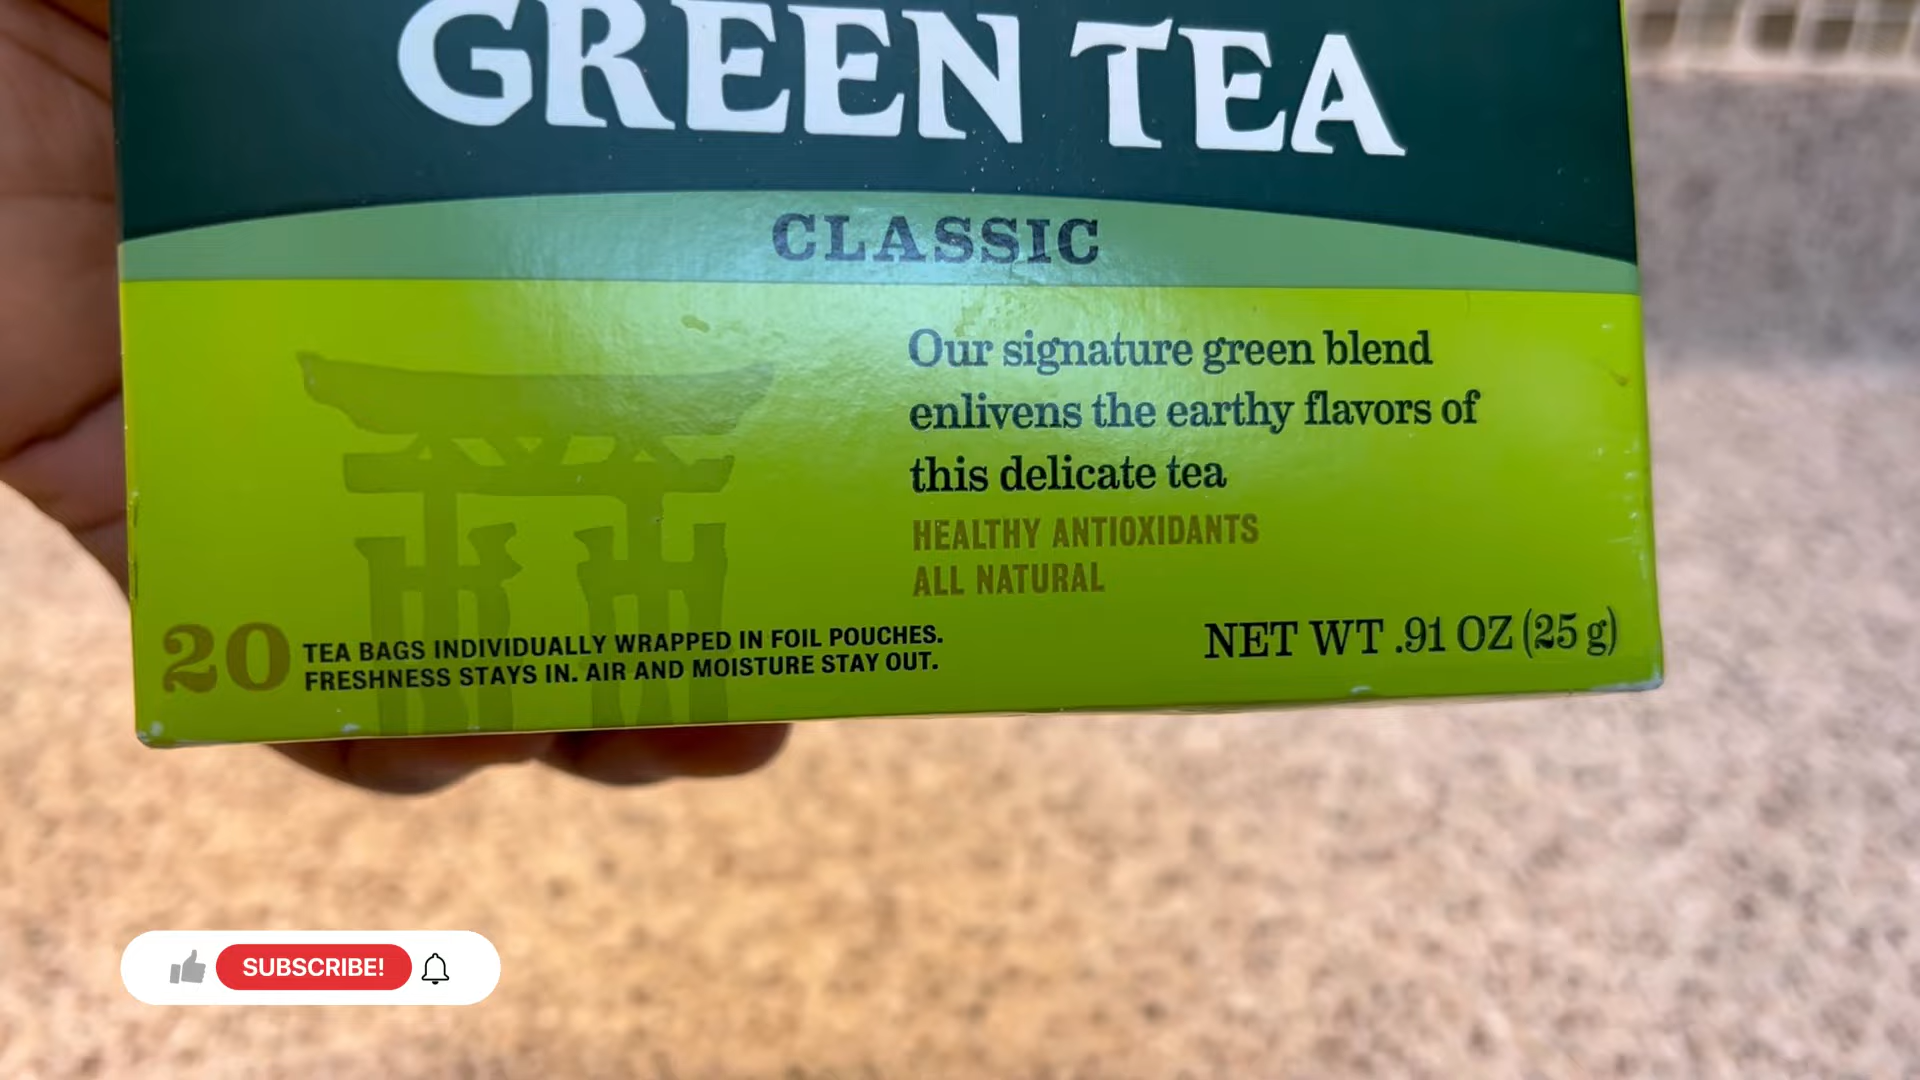 GREEN TEA
CLASSIC
Our signature green blend
enlivens the earthy flavors of
this delicate tea
HEALTHY ANTIOXIDANTS
ALL NATURAL
20 TEA BAGS INDIVIDUALLY WRAPPED IN FOIL POUCHES.
FRESHNESS STAYS IN. AIR AND MOISTURE STAY OUT.
NET WT .91 OZ (25 g)
SUBSCRIBE!